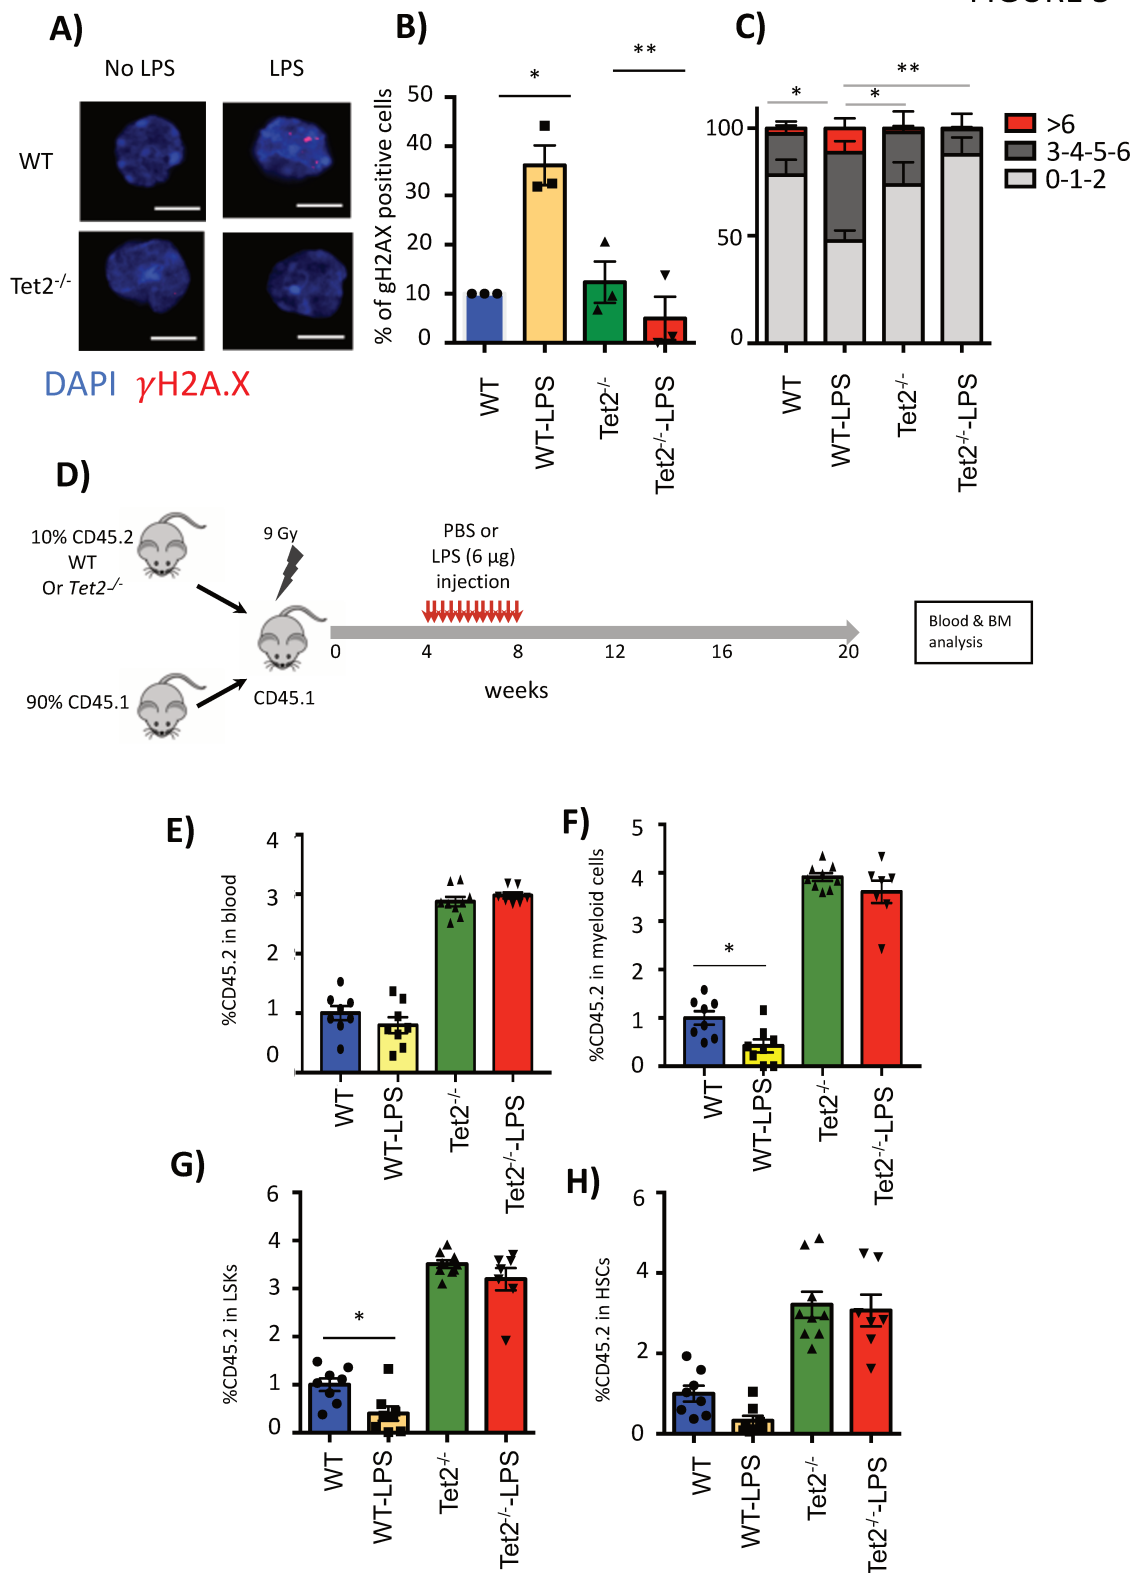 A)
No LPS
LPS
WT
Tet2-/-
DAPI γH2A.X
B)
% of gH2AX positive cells
50
40
30
20
10
0
*
**
WT
WT-LPS
Tet2-/-
Tet2-/--LPS
C)
100
50
0
*
*
**
>6
3-4-5-6
0-1-2
WT
WT-LPS
Tet2-/-
Tet2-/--LPS
D)
10% CD45.2
WT
Or Tet2-/-
90% CD45.1
9 Gy
CD45.1
PBS or
LPS (6 µg)
injection
0
4
8
12
16
20
weeks
Blood & BM
analysis
E)
%CD45.2 in blood
4
3
2
1
0
WT
WT-LPS
Tet2-/-
Tet2-/--LPS
F)
%CD45.2 in myeloid cells
5
4
3
2
1
0
*
WT
WT-LPS
Tet2-/-
Tet2-/--LPS
G)
%CD45.2 in LSKs
6
4
3
2
1
0
*
WT
WT-LPS
Tet2-/-
Tet2-/--LPS
H)
%CD45.2 in HSCs
6
4
2
0
WT
WT-LPS
Tet2-/-
Tet2-/--LPS